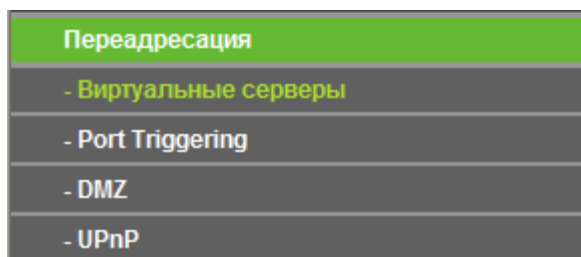 Переадресация
- Виртуальные серверы
- Port Triggering
- DMZ
- UPnP